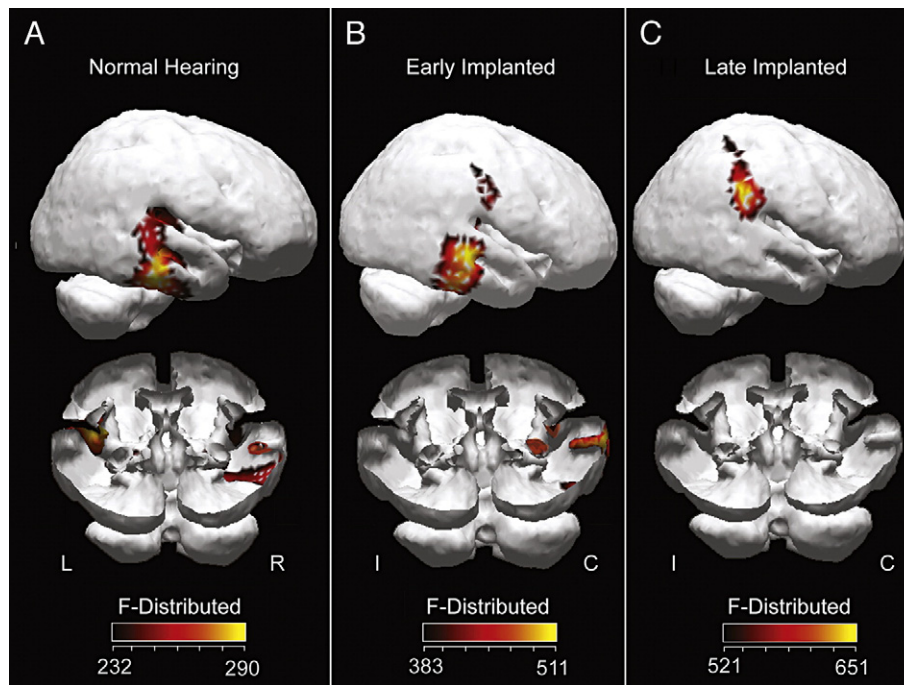 A
Normal Hearing
L
R
F-Distributed
232
290
B
Early Implanted
I
C
F-Distributed
383
511
C
Late Implanted
I
C
F-Distributed
521
651